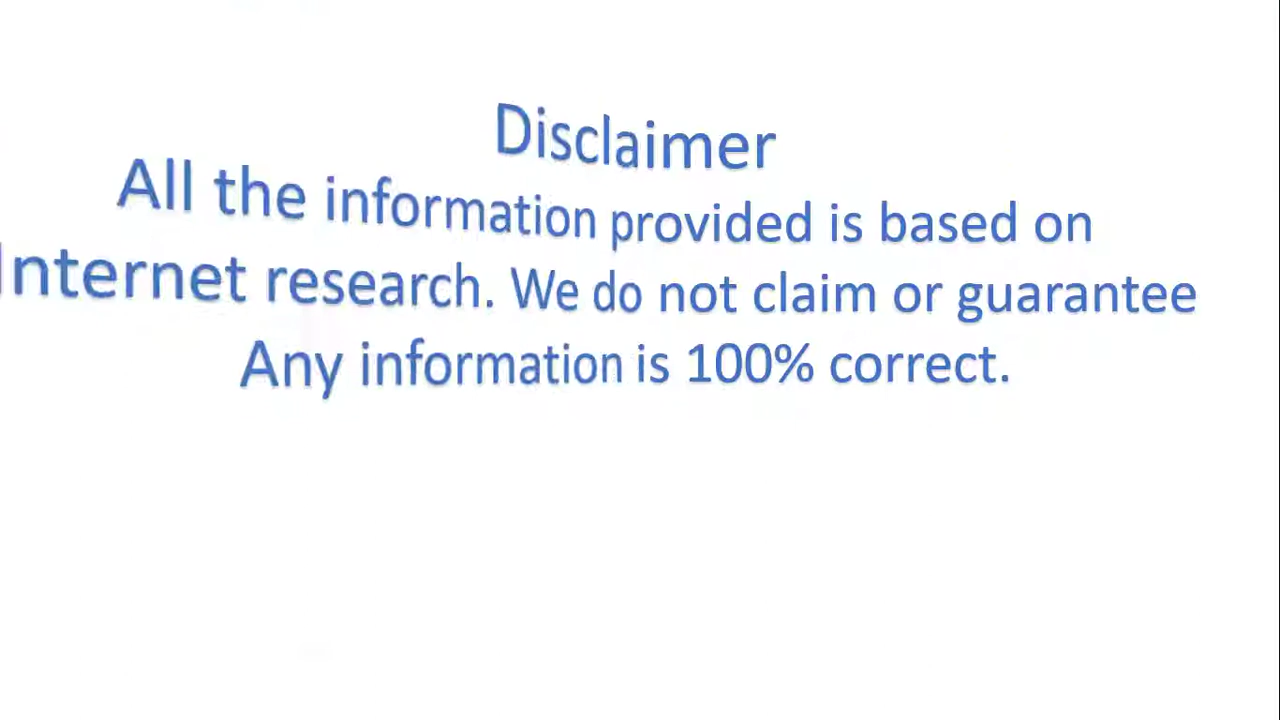 Disclaimer
All the information provided is based on
Internet research. We do not claim or guarantee
Any information is 100% correct.